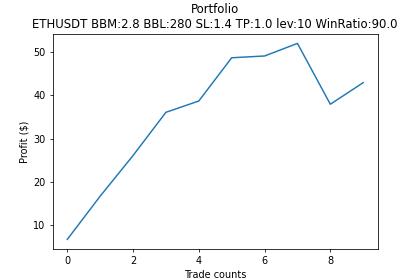 Portfolio
ETHUSDT BBM:2.8 BBL:280 SL:1.4 TP:1.0 lev:10 WinRatio:90.0
Profit ($)
50
40
30
20
10
0 2 4 6 8
Trade counts